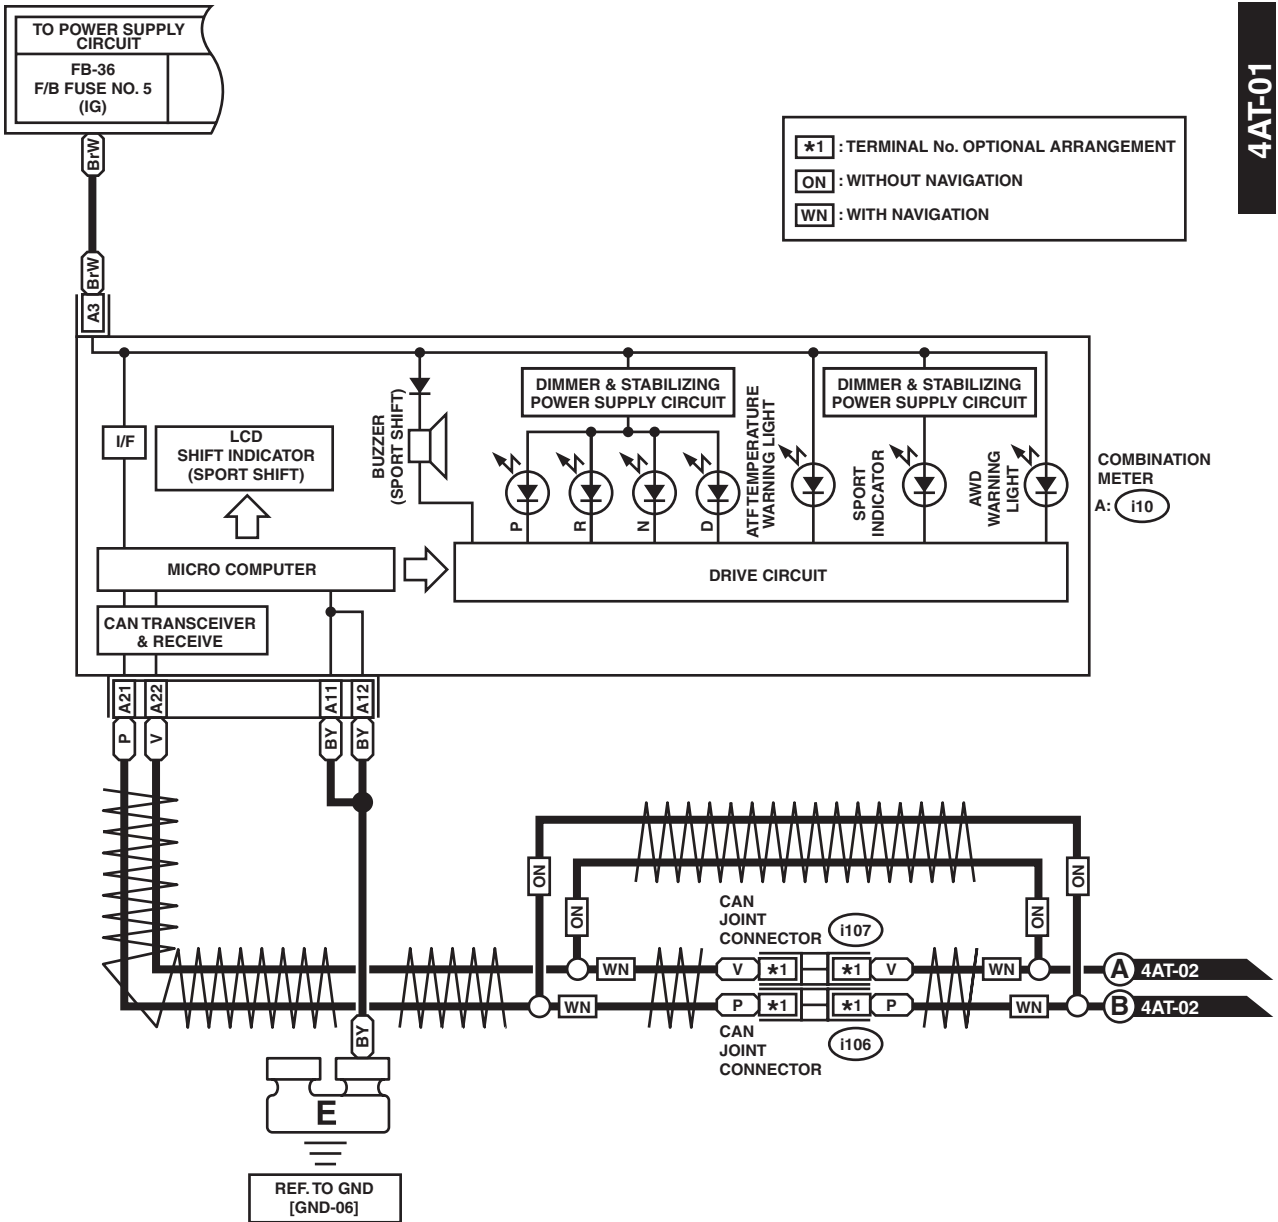 TO POWER SUPPLY
CIRCUIT
FB-36
F/B FUSE NO. 5
(IG)
4AT-01
BrW
*1 : TERMINAL No. OPTIONAL ARRANGEMENT
ON : WITHOUT NAVIGATION
WN : WITH NAVIGATION
BrW
A3
I/F
LCD
SHIFT INDICATOR
(SPORT SHIFT)
BUZZER
(SPORT SHIFT)
DIMMER & STABILIZING
POWER SUPPLY CIRCUIT
P
R
N
D
ATF TEMPERATURE
WARNING LIGHT
DIMMER & STABILIZING
POWER SUPPLY CIRCUIT
SPORT
INDICATOR
AWD
WARNING
LIGHT
COMBINATION
METER
A: i10
MICRO COMPUTER
DRIVE CIRCUIT
CAN TRANSCEIVER
& RECEIVE
A21
A22
A11
A12
P
V
BY
BY
ON
ON
ON
ON
CAN
JOINT
CONNECTOR
i107
WN
V
*1
*1
V
WN
A 4AT-02
WN
P
*1
*1
P
WN
B 4AT-02
CAN
JOINT
CONNECTOR
i106
BY
E
REF. TO GND
[GND-06]